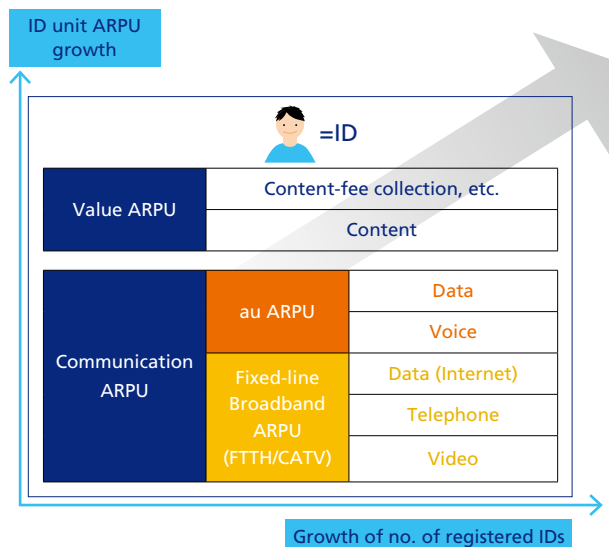 ID unit ARPU
growth
=ID
Value ARPU
Content-fee collection, etc.
Content
Communication
ARPU
au ARPU
Data
Voice
Fixed-line
Broadband
ARPU
(FTTH/CATV)
Data (Internet)
Telephone
Video
Growth of no. of registered IDs